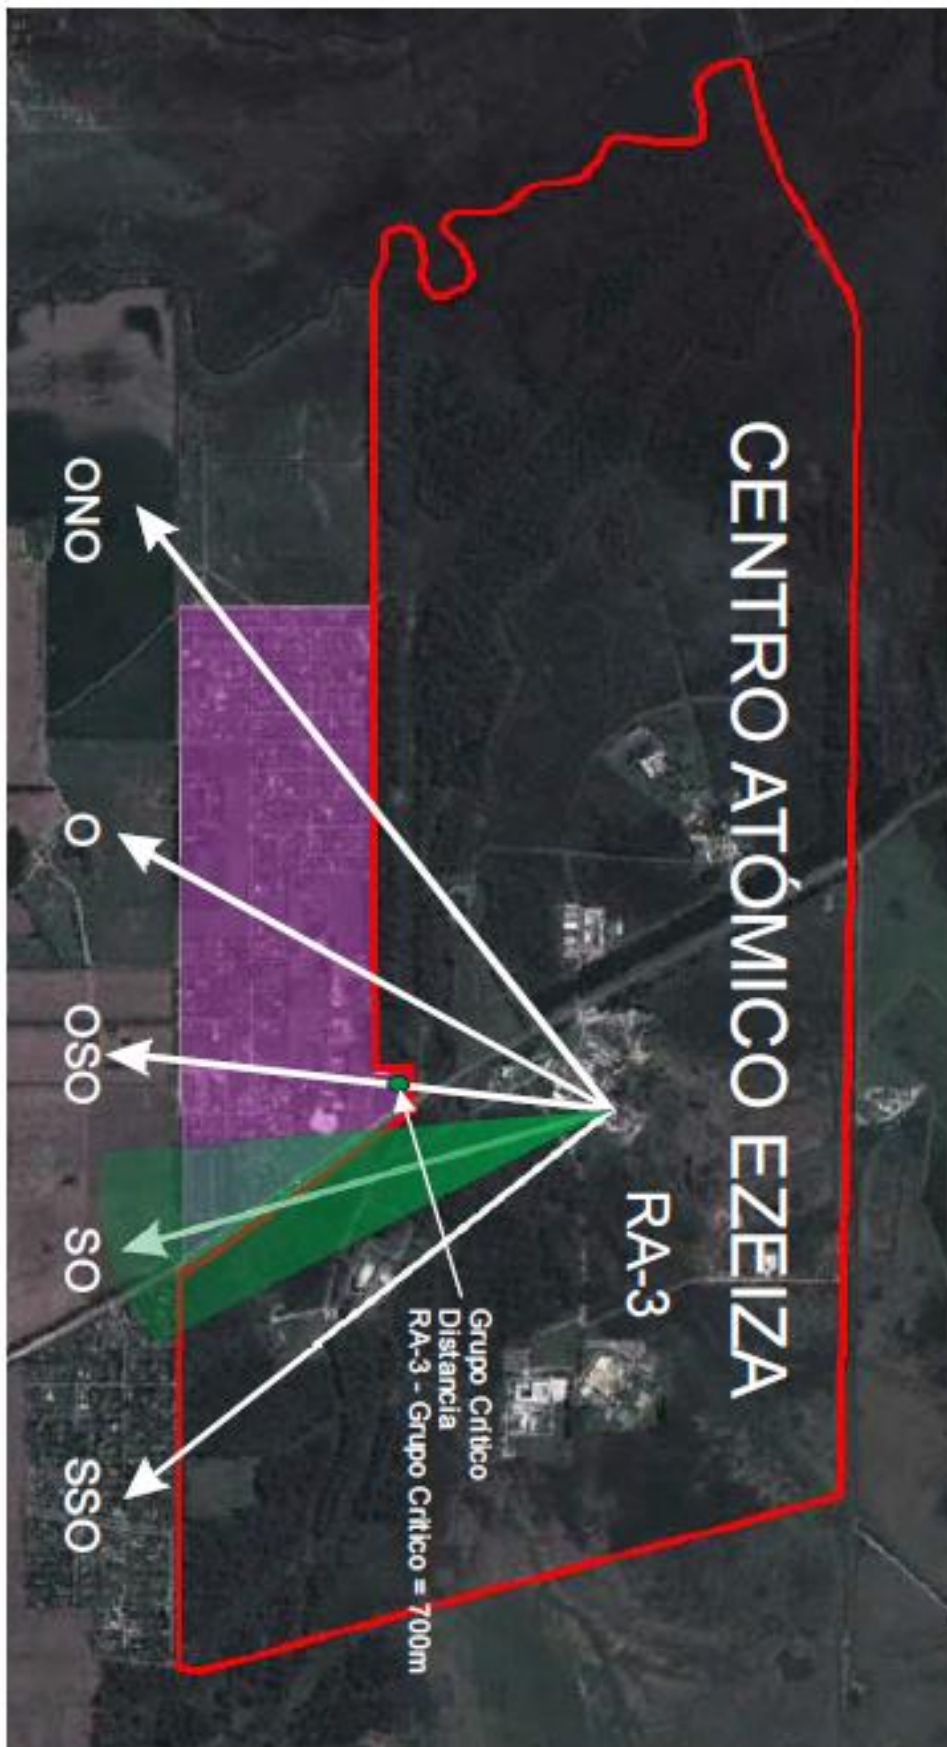 CENTRO ATÓMICO EZEIZA
RA-3
Grupo Crítico
Distancia
RA-3 - Grupo Crítico = 700m
ONO
O
OSO
SO
SSO